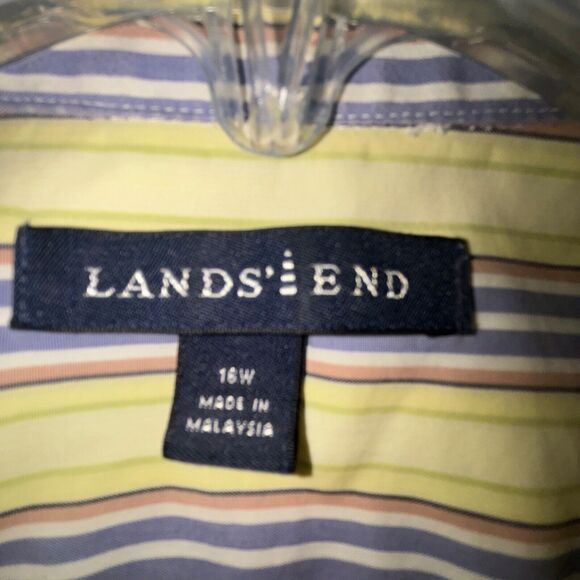 LANDS' END
16W
MADE IN
MALAYSIA